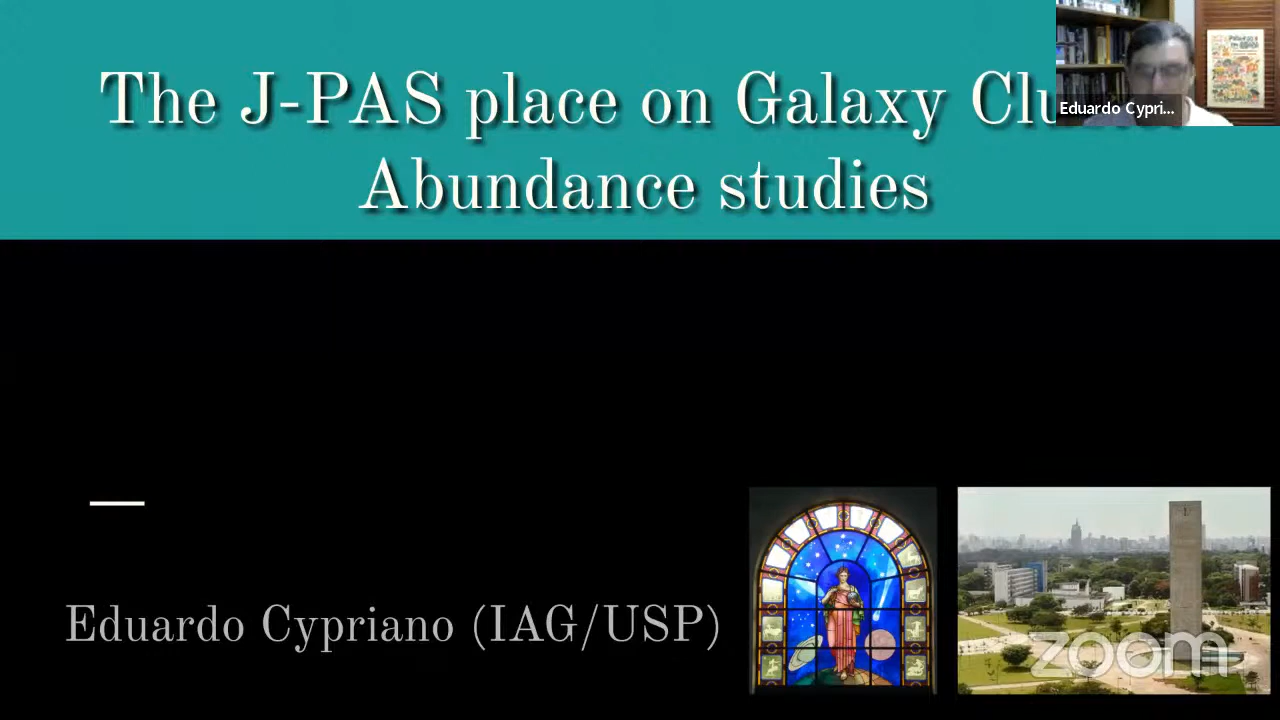 The J-PAS place on Galaxy Clu
Abundance studies
Eduardo Cypri...
Eduardo Cypriano (IAG/USP)
zoom